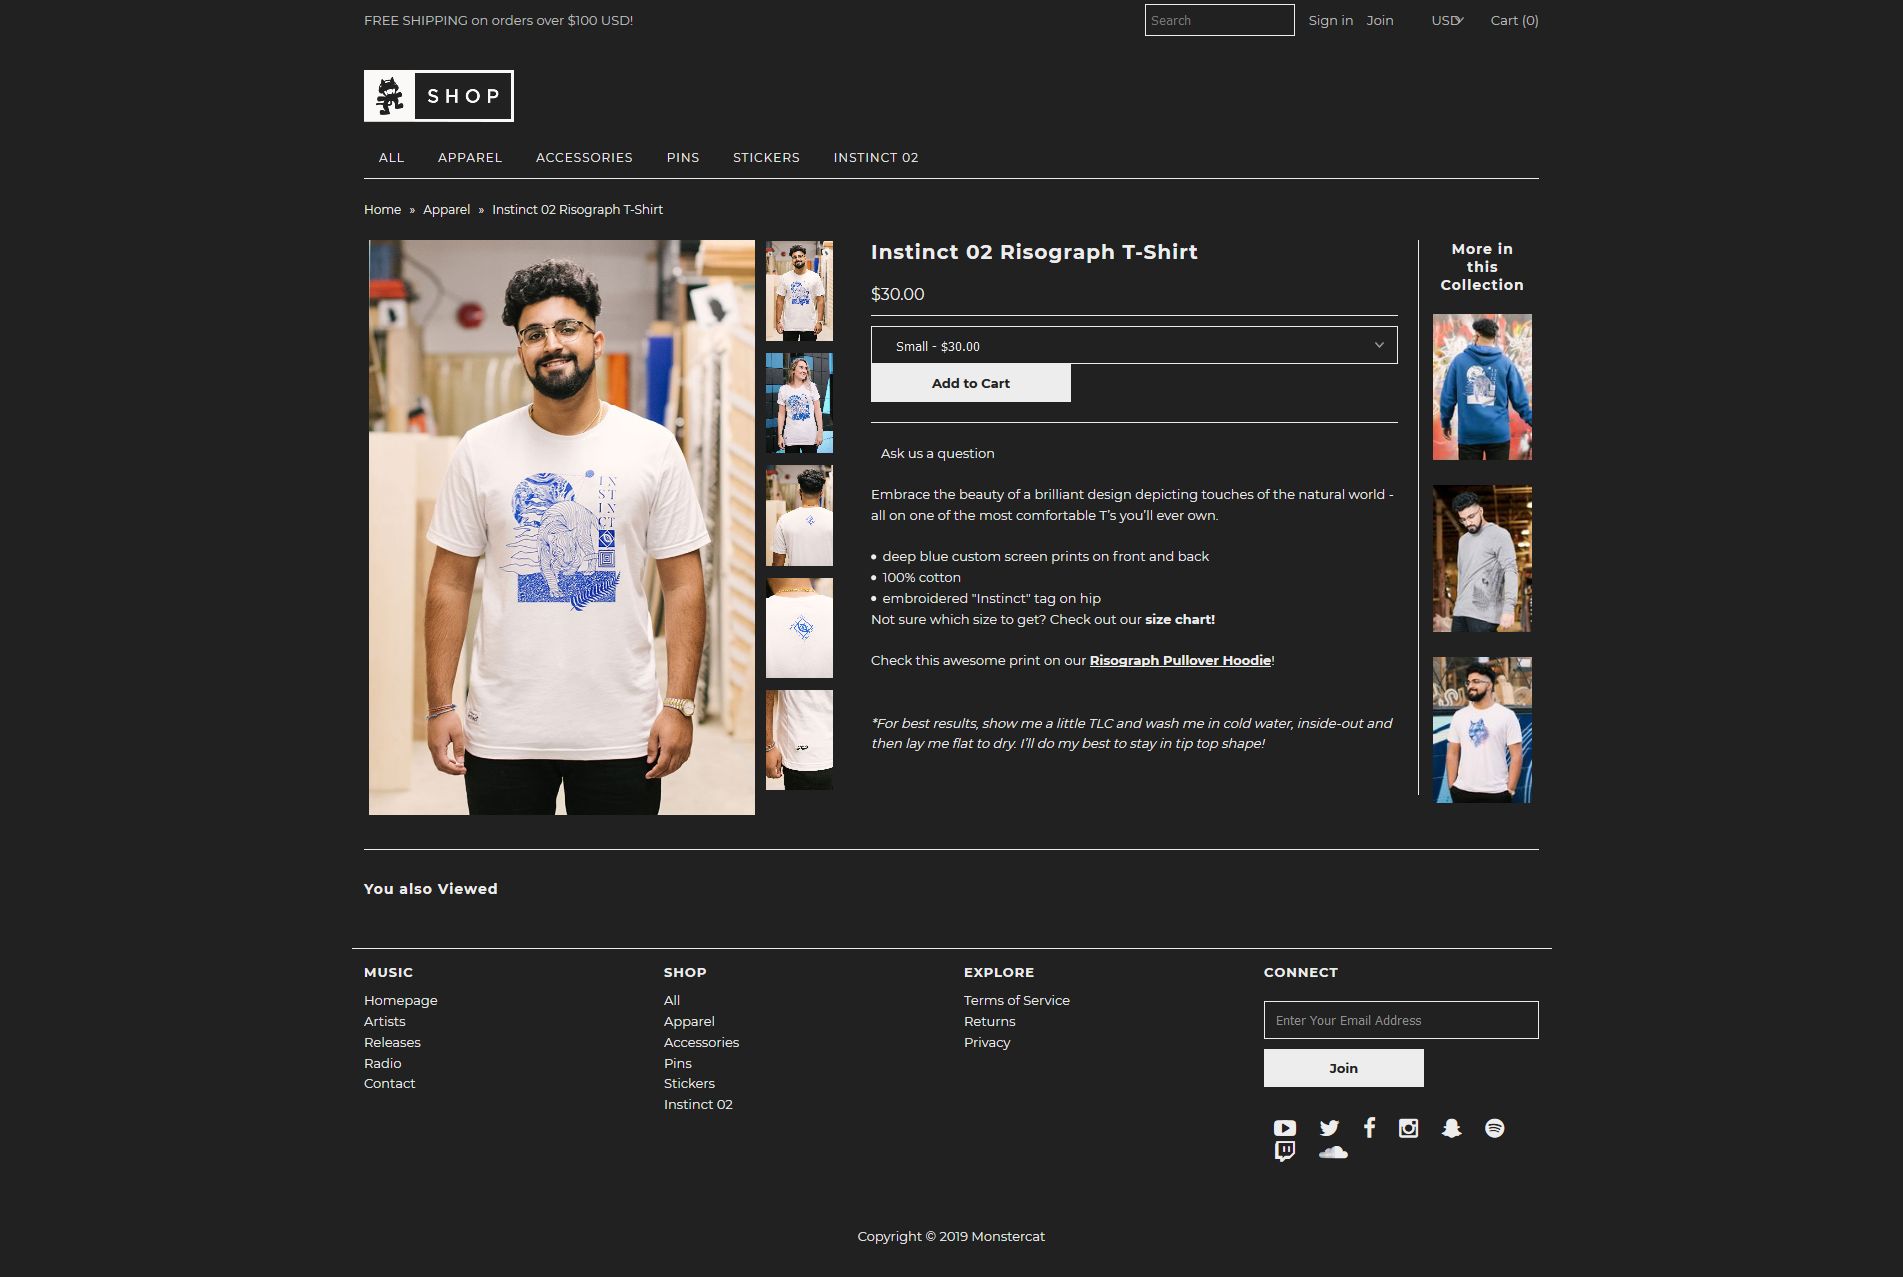 FREE SHIPPING on orders over $100 USD!
Search
Sign in
Join
USD
Cart (0)
SHOP
ALL
APPAREL
ACCESSORIES
PINS
STICKERS
INSTINCT 02
Home » Apparel » Instinct 02 Risograph T-Shirt
IN
ST
IN
CT
Instinct 02 Risograph T-Shirt
$30.00
Small - $30.00
Add to Cart
Ask us a question
Embrace the beauty of a brilliant design depicting touches of the natural world -
all on one of the most comfortable T’s you’ll ever own.
• deep blue custom screen prints on front and back
• 100% cotton
• embroidered "Instinct" tag on hip
Not sure which size to get? Check out our size chart!
Check this awesome print on our Risograph Pullover Hoodie!
*For best results, show me a little TLC and wash me in cold water, inside-out and
then lay me flat to dry. I’ll do my best to stay in tip top shape!
More in
this
Collection
You also Viewed
MUSIC
Homepage
Artists
Releases
Radio
Contact
SHOP
All
Apparel
Accessories
Pins
Stickers
Instinct 02
EXPLORE
Terms of Service
Returns
Privacy
CONNECT
Enter Your Email Address
Join
Copyright © 2019 Monstercat